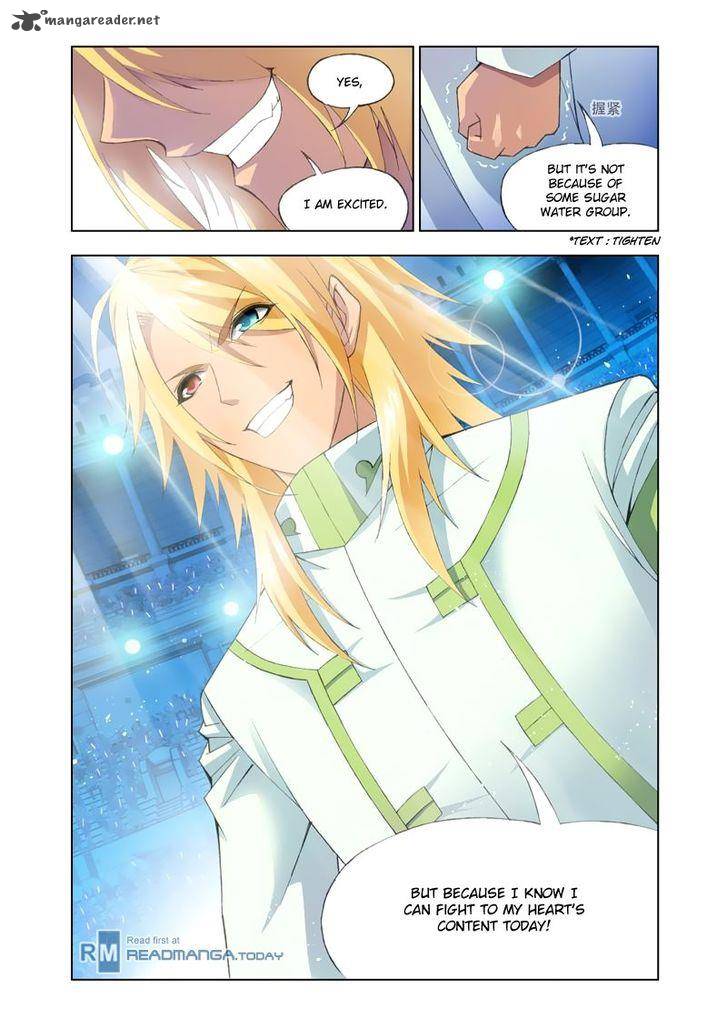 mangareader.net
YES,
I AM EXCITED.
握紧
BUT IT'S NOT
BECAUSE OF
SOME SUGAR
WATER GROUP.
*TEXT : TIGHTEN
BUT BECAUSE I KNOW I
CAN FIGHT TO MY HEART'S
CONTENT TODAY!
RM
Read first at
READMANGA.TODAY